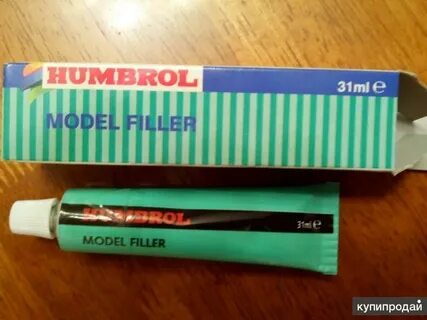 HUMBROL
31ml e
MODEL FILLER
HUMBROL
31ml e
MODEL FILLER
купипродай